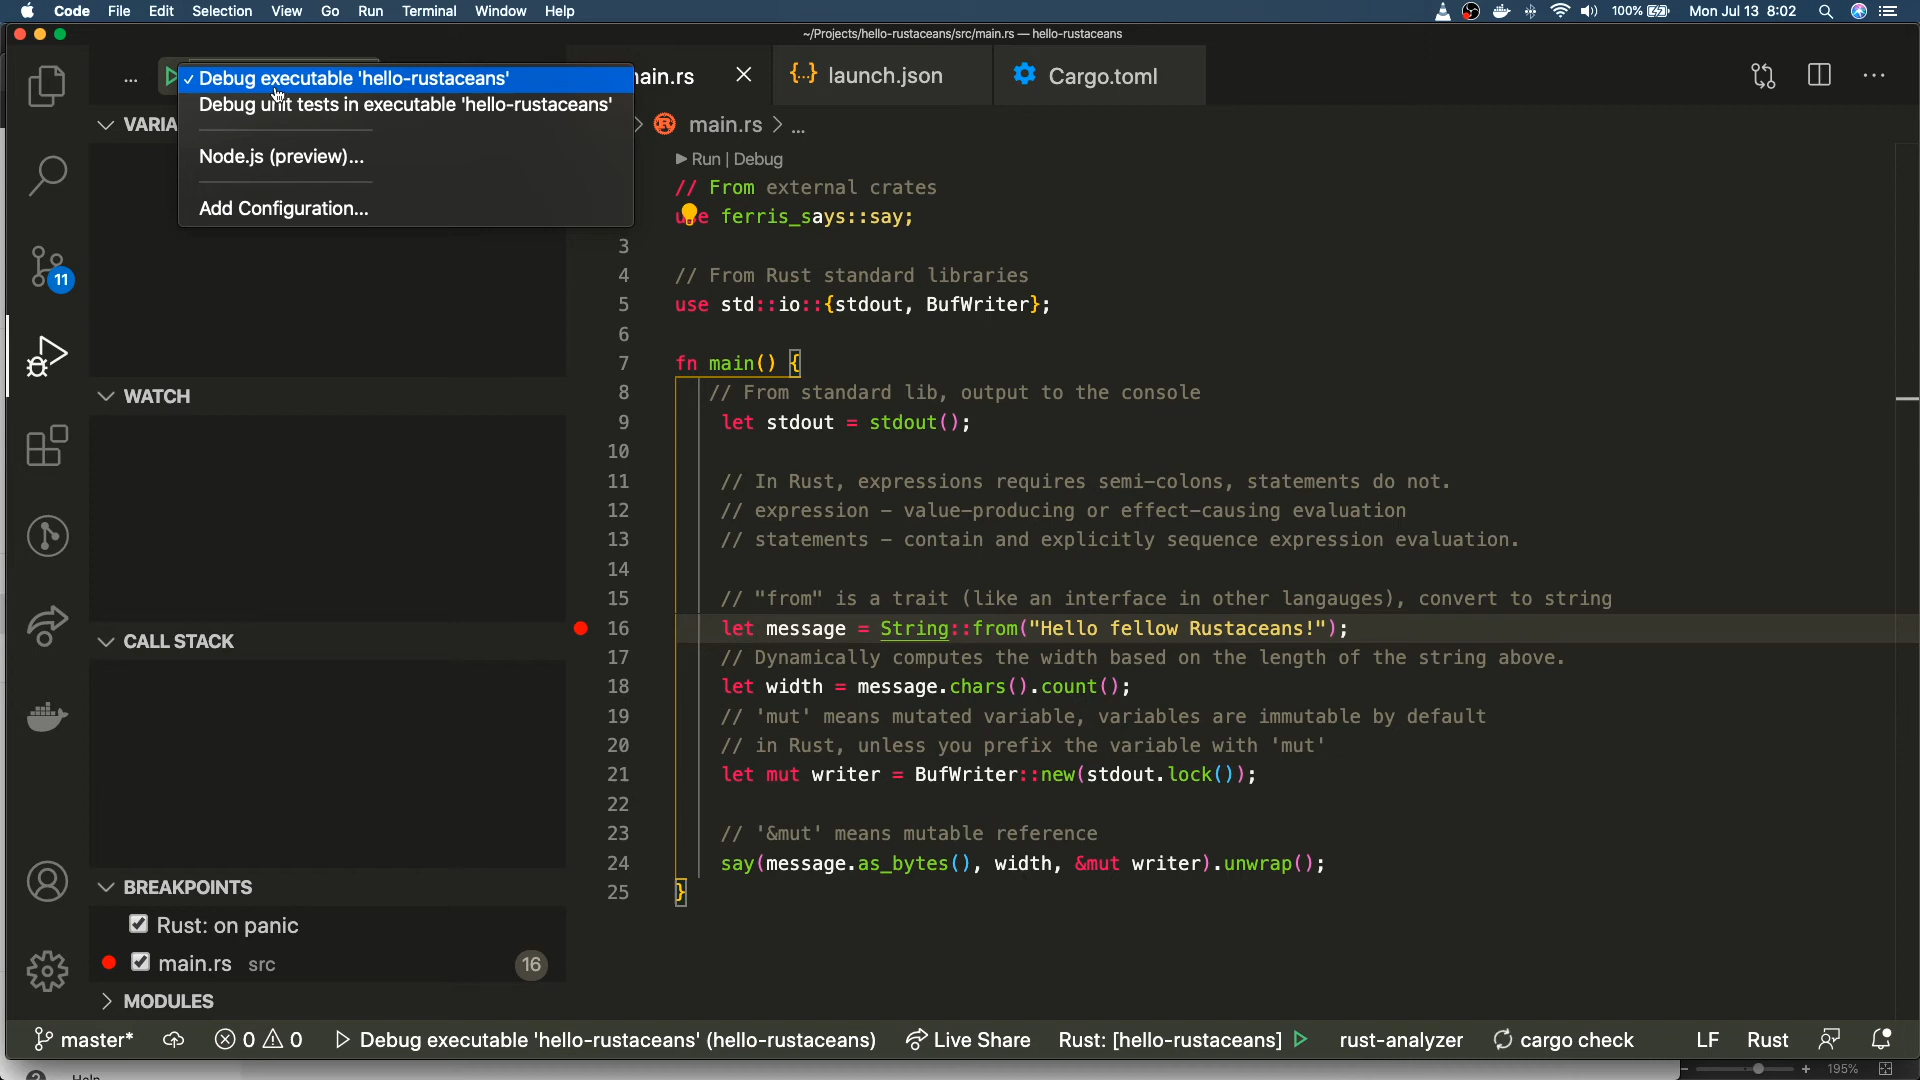 Code File Edit Selection View Go Run Terminal Window Help 100% Mon Jul 13 8:02
~/Projects/hello-rustaceans/src/main.rs — hello-rustaceans
... ✓ Debug executable 'hello-rustaceans' ain.rs launch.json Cargo.toml ...
Debug unit tests in executable 'hello-rustaceans'
Node.js (preview)...
Add Configuration...
VARIA
main.rs > ...
Run | Debug
// From external crates
use ferris_says::say;
3
4 // From Rust standard libraries
5 use std::io::{stdout, BufWriter};
6
7 fn main() {
8 // From standard lib, output to the console
9 let stdout = stdout();
10
11 // In Rust, expressions requires semi-colons, statements do not.
12 // expression – value-producing or effect-causing evaluation
13 // statements – contain and explicitly sequence expression evaluation.
14
15 // "from" is a trait (like an interface in other langauges), convert to string
16 let message = String::from("Hello fellow Rustaceans!");
17 // Dynamically computes the width based on the length of the string above.
18 let width = message.chars().count();
19 // 'mut' means mutated variable, variables are immutable by default
20 // in Rust, unless you prefix the variable with 'mut'
21 let mut writer = BufWriter::new(stdout.lock());
22
23 // '&mut' means mutable reference
24 say(message.as_bytes(), width, &mut writer).unwrap();
25 }
11
WATCH
CALL STACK
BREAKPOINTS
Rust: on panic
main.rs src 16
MODULES
master* 0 0 Debug executable 'hello-rustaceans' (hello-rustaceans) Live Share Rust: [hello-rustaceans] rust-analyzer cargo check LF Rust
? Help - + 195%